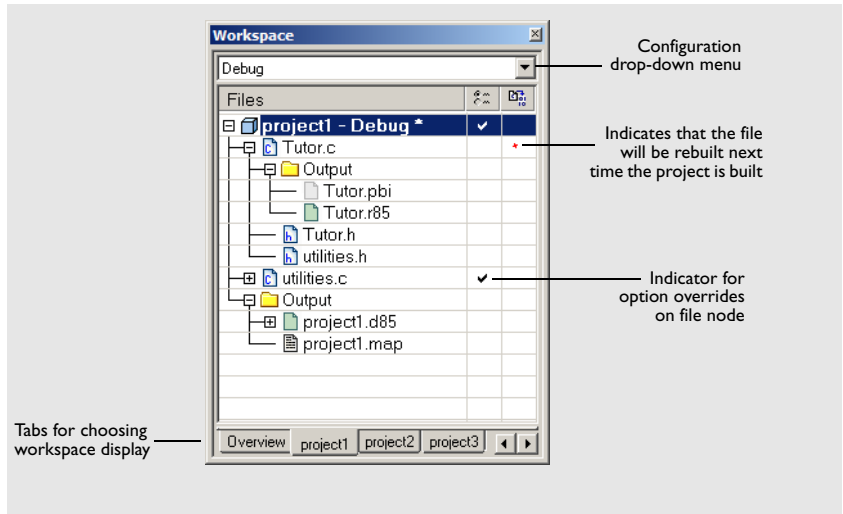 Workspace
Debug
Files
project1 - Debug *
Tutor.c
Output
Tutor.pbi
Tutor.r85
Tutor.h
utilities.h
utilities.c
Output
project1.d85
project1.map
Overview project1 project2 project3
Configuration
drop-down menu
Indicates that the file
will be rebuilt next
time the project is built
Indicator for
option overrides
on file node
Tabs for choosing
workspace display